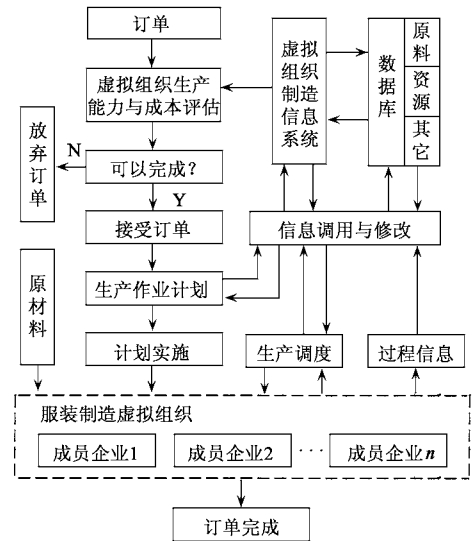 订单
虚拟组织生产
能力与成本评估
虚拟
组织
制造
信息
系统
数据库
原料
资源
其它
放弃订单
N
可以完成?
Y
接受订单
信息调用与修改
原材料
生产作业计划
计划实施
生产调度
过程信息
服装制造虚拟组织
成员企业1
成员企业2
···
成员企业n
订单完成